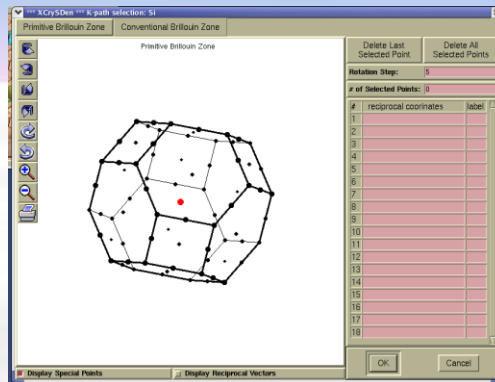 *** XCrySDen *** K-path selection: Si
Primitive Brillouin Zone
Conventional Brillouin Zone
Primitive Brillouin Zone
Delete Last
Selected Point
Delete All
Selected Points
Rotation Step: 5
# of Selected Points: 0
# reciprocal coorinates label
1
2
3
4
5
6
7
8
9
10
11
12
13
14
15
16
17
18
OK
Cancel
Display Special Points
Display Reciprocal Vectors